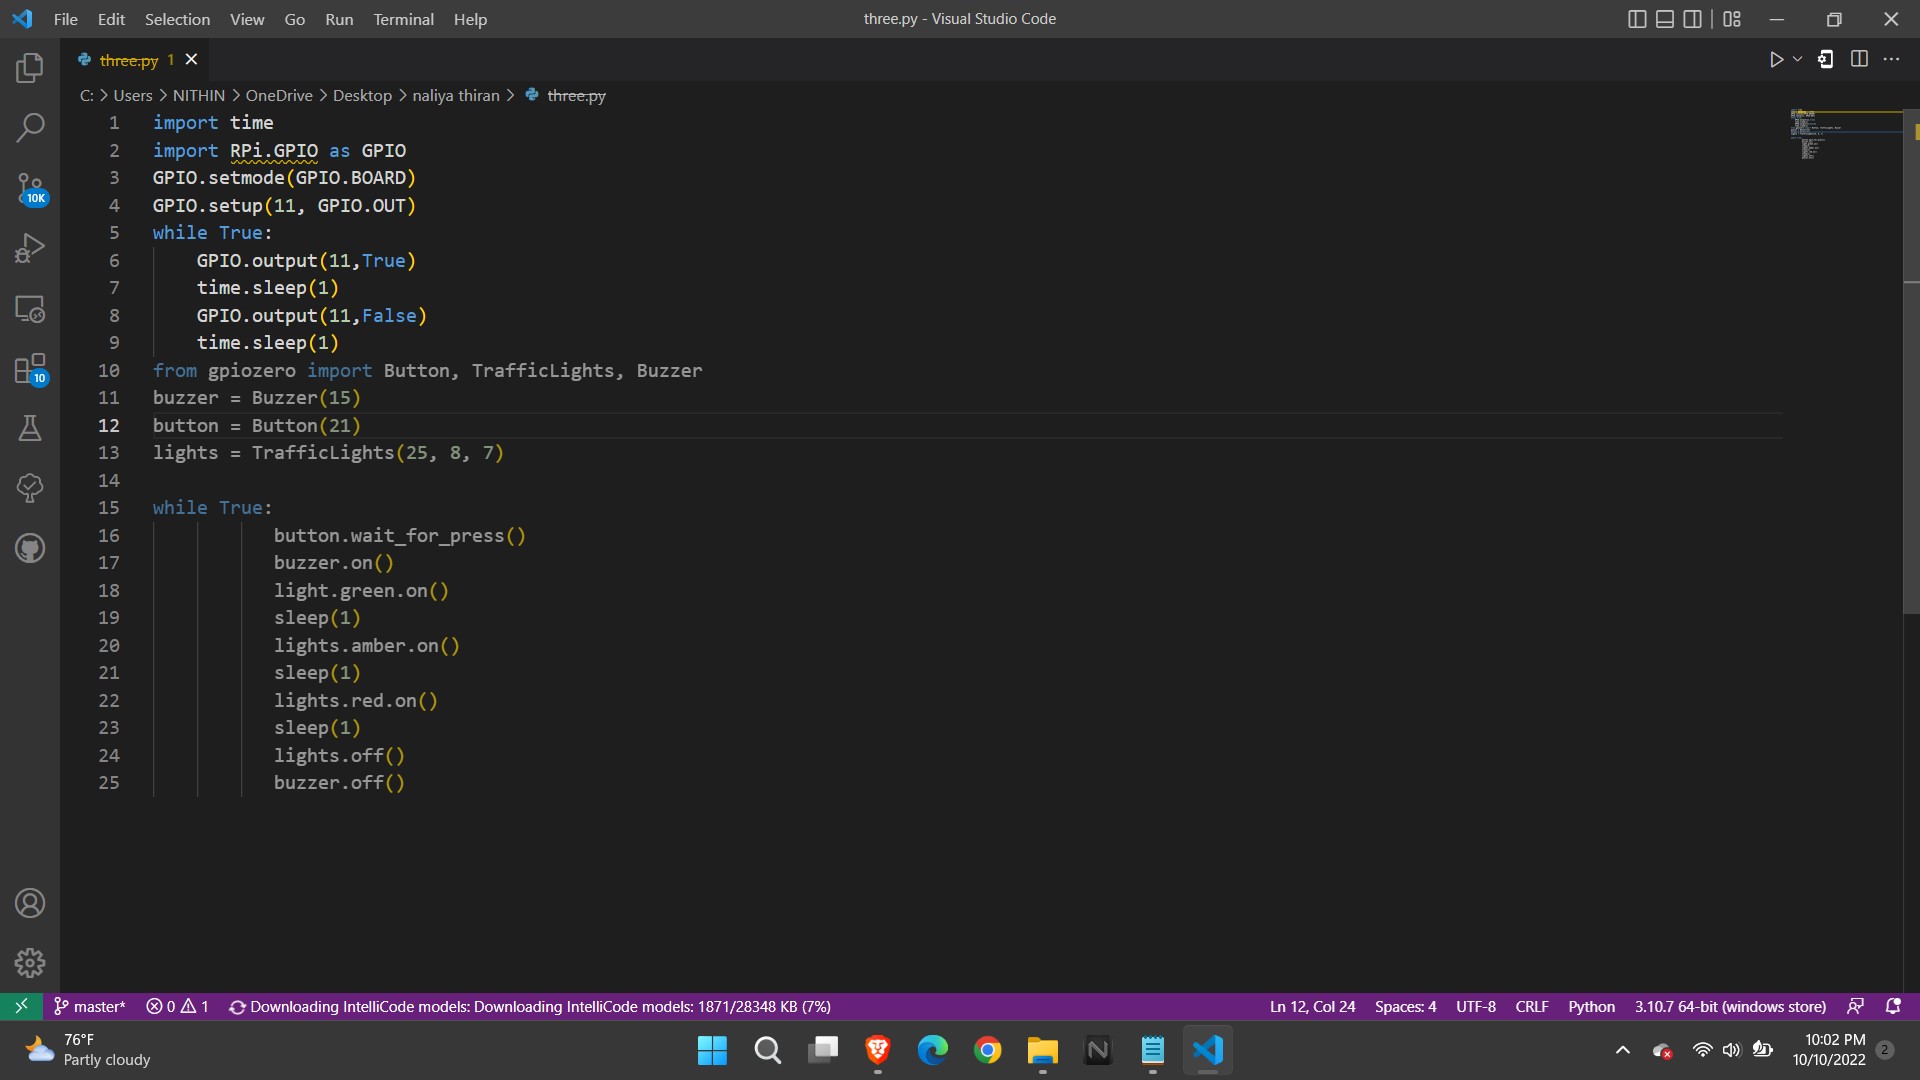 File Edit Selection View Go Run Terminal Help three.py - Visual Studio Code
three.py 1
C: > Users > NITHIN > OneDrive > Desktop > naliya thiran > three.py
1 import time
2 import RPi.GPIO as GPIO
3 GPIO.setmode(GPIO.BOARD)
4 GPIO.setup(11, GPIO.OUT)
5 while True:
6 GPIO.output(11,True)
7 time.sleep(1)
8 GPIO.output(11,False)
9 time.sleep(1)
10 from gpiozero import Button, TrafficLights, Buzzer
11 buzzer = Buzzer(15)
12 button = Button(21)
13 lights = TrafficLights(25, 8, 7)
14
15 while True:
16 button.wait_for_press()
17 buzzer.on()
18 light.green.on()
19 sleep(1)
20 lights.amber.on()
21 sleep(1)
22 lights.red.on()
23 sleep(1)
24 lights.off()
25 buzzer.off()
10K
10
master* 0 1 Downloading IntelliCode models: Downloading IntelliCode models: 1871/28348 KB (7%) Ln 12, Col 24 Spaces: 4 UTF-8 CRLF Python 3.10.7 64-bit (windows store)
76°F
Partly cloudy
N
10:02 PM
10/10/2022
2